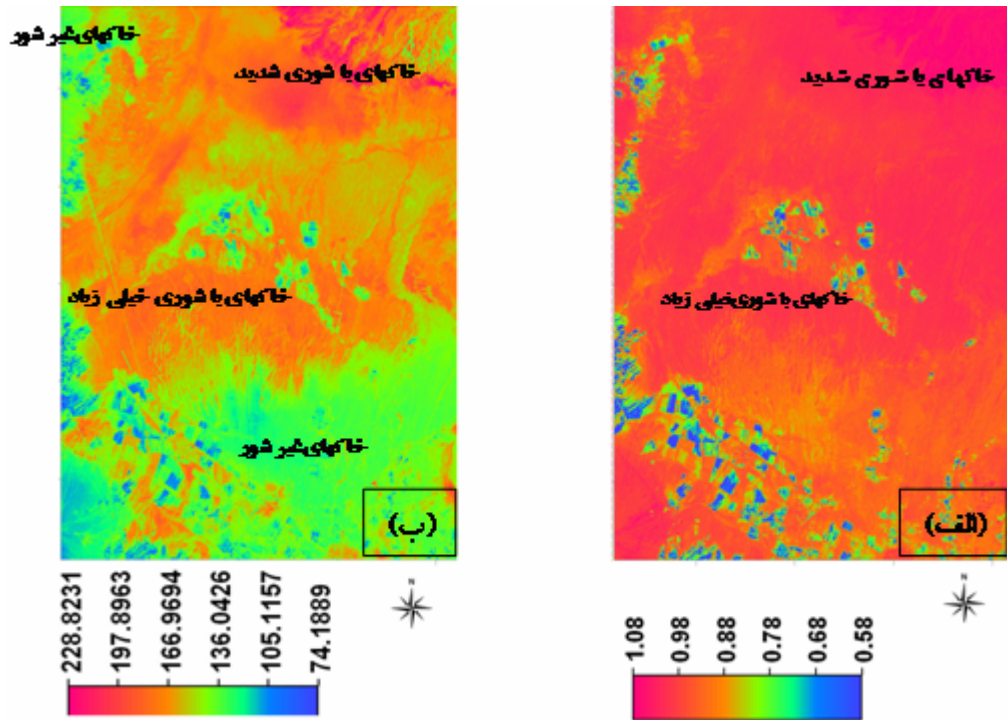 خاکهای غیر شور
خاکهای با شوری شدید
خاکهای با شوری خیلی زیاد
خاکهای غیر شور
(ب)
228.8231
197.8963
166.9694
136.0426
105.1157
74.1889
خاکهای با شوری شدید
خاکهای با شوری خیلی زیاد
(الف)
1.08
0.98
0.88
0.78
0.68
0.58